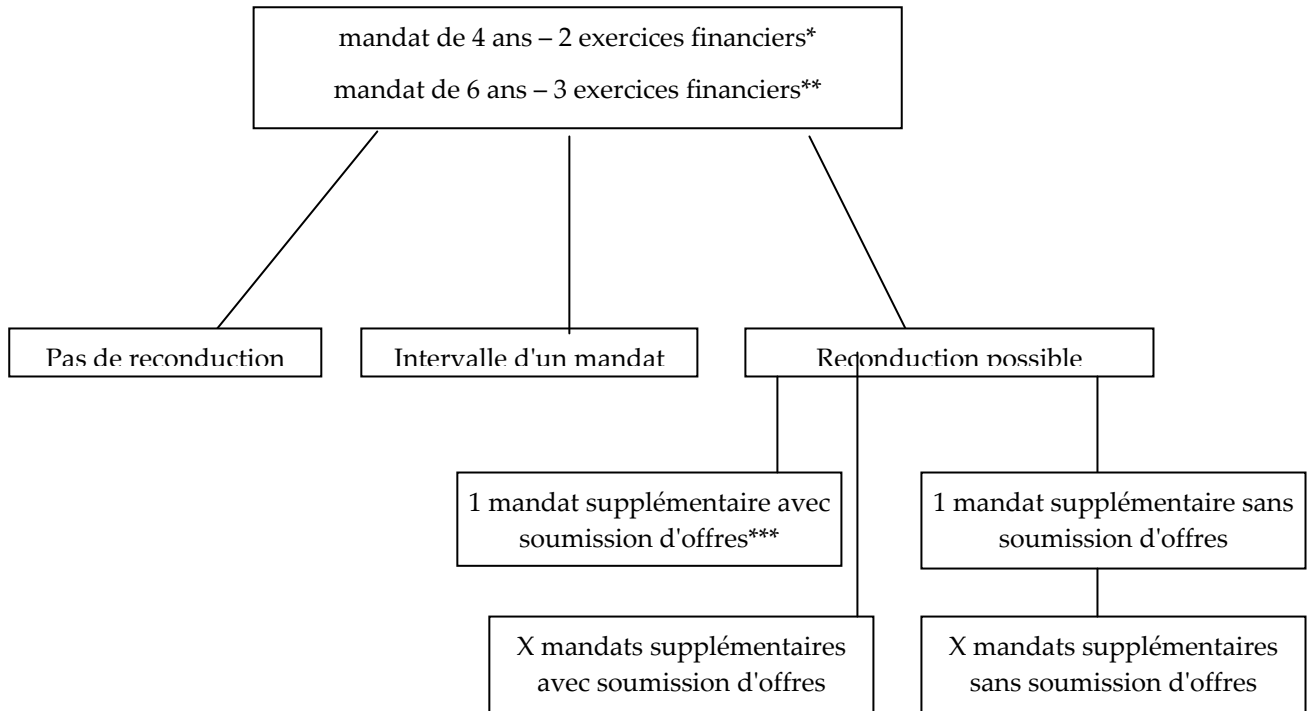 mandat de 4 ans – 2 exercices financiers*
mandat de 6 ans – 3 exercices financiers**
Pas de reconduction
Intervalle d'un mandat
Reconduction possible
1 mandat supplémentaire avec
soumission d'offres***
1 mandat supplémentaire sans
soumission d'offres
X mandats supplémentaires
avec soumission d'offres
X mandats supplémentaires
sans soumission d'offres